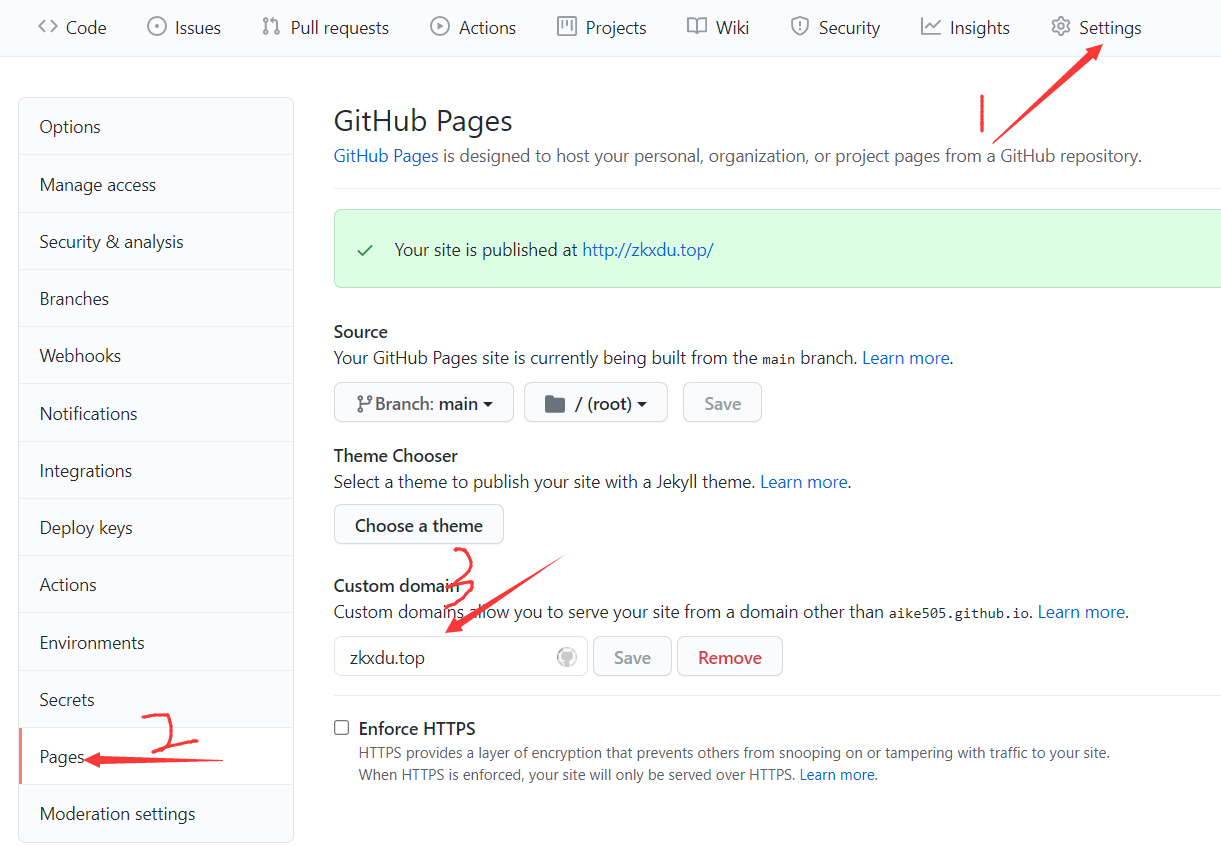 Code Issues Pull requests Actions Projects Wiki Security Insights Settings
1
Options
Manage access
Security & analysis
Branches
Webhooks
Notifications
Integrations
Deploy keys
Actions
Environments
Secrets
Pages
2
Moderation settings
GitHub Pages
GitHub Pages is designed to host your personal, organization, or project pages from a GitHub repository.
Your site is published at http://zkxdu.top/
Source
Your GitHub Pages site is currently being built from the main branch. Learn more.
Branch: main / (root) Save
Theme Chooser
Select a theme to publish your site with a Jekyll theme. Learn more.
Choose a theme
3
Custom domain
Custom domains allow you to serve your site from a domain other than aike505.github.io. Learn more.
zkxdu.top Save Remove
Enforce HTTPS
HTTPS provides a layer of encryption that prevents others from snooping on or tampering with traffic to your site.
When HTTPS is enforced, your site will only be served over HTTPS. Learn more.